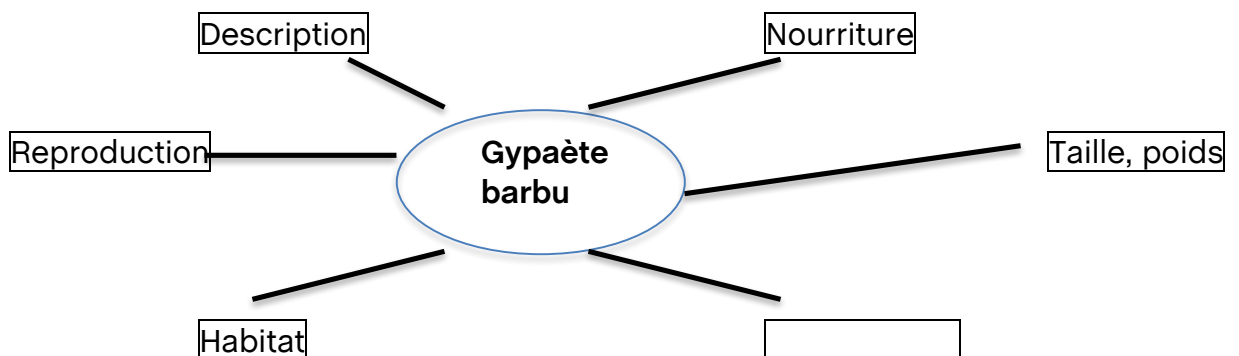 Description
Nourriture
Gypaète
barbu
Reproduction
Taille, poids
Habitat